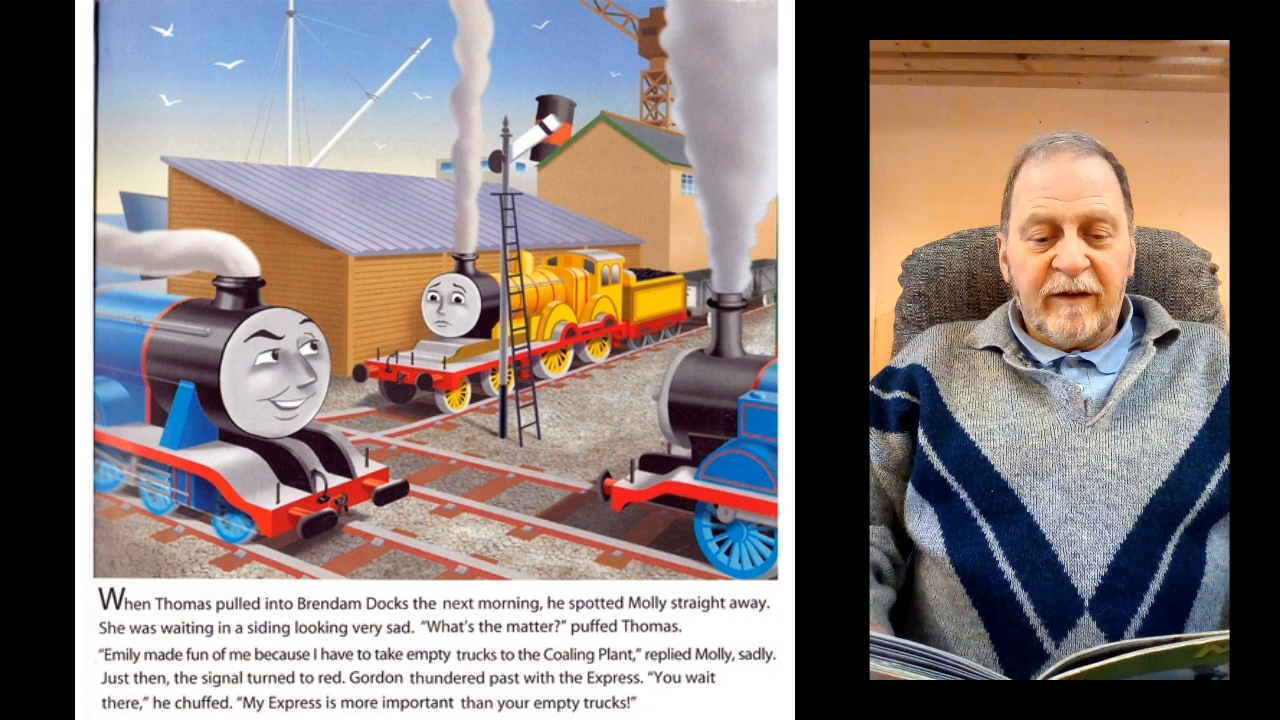 When Thomas pulled into Brendam Docks the next morning, he spotted Molly straight away.
She was waiting in a siding looking very sad. “What’s the matter?” puffed Thomas.
“Emily made fun of me because I have to take empty trucks to the Coaling Plant,” replied Molly, sadly.
Just then, the signal turned to red. Gordon thundered past with the Express. “You wait
there,” he chuffed. “My Express is more important than your empty trucks!”